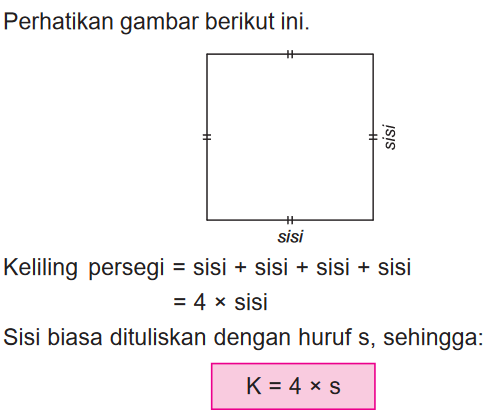 Perhatikan gambar berikut ini.
sisi
sisi
Keliling persegi = sisi + sisi + sisi + sisi
= 4 × sisi
Sisi biasa dituliskan dengan huruf s, sehingga:
K = 4 × s